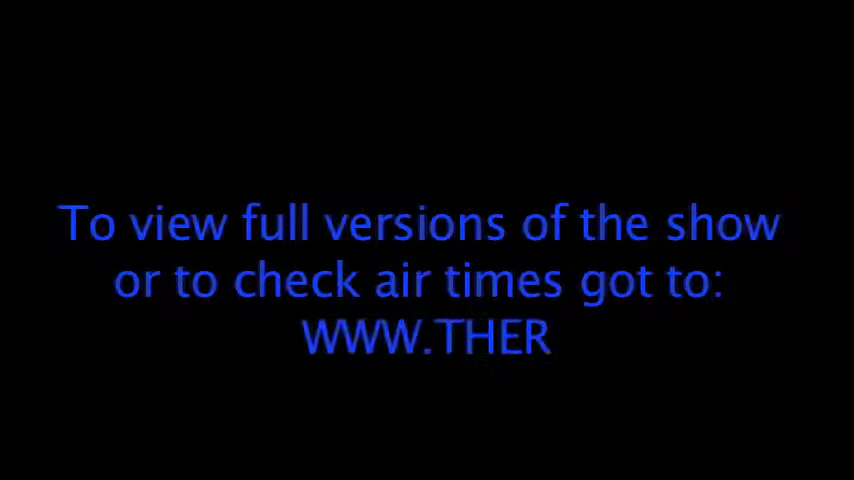 To view full versions of the show
or to check air times got to:
WWW.THER